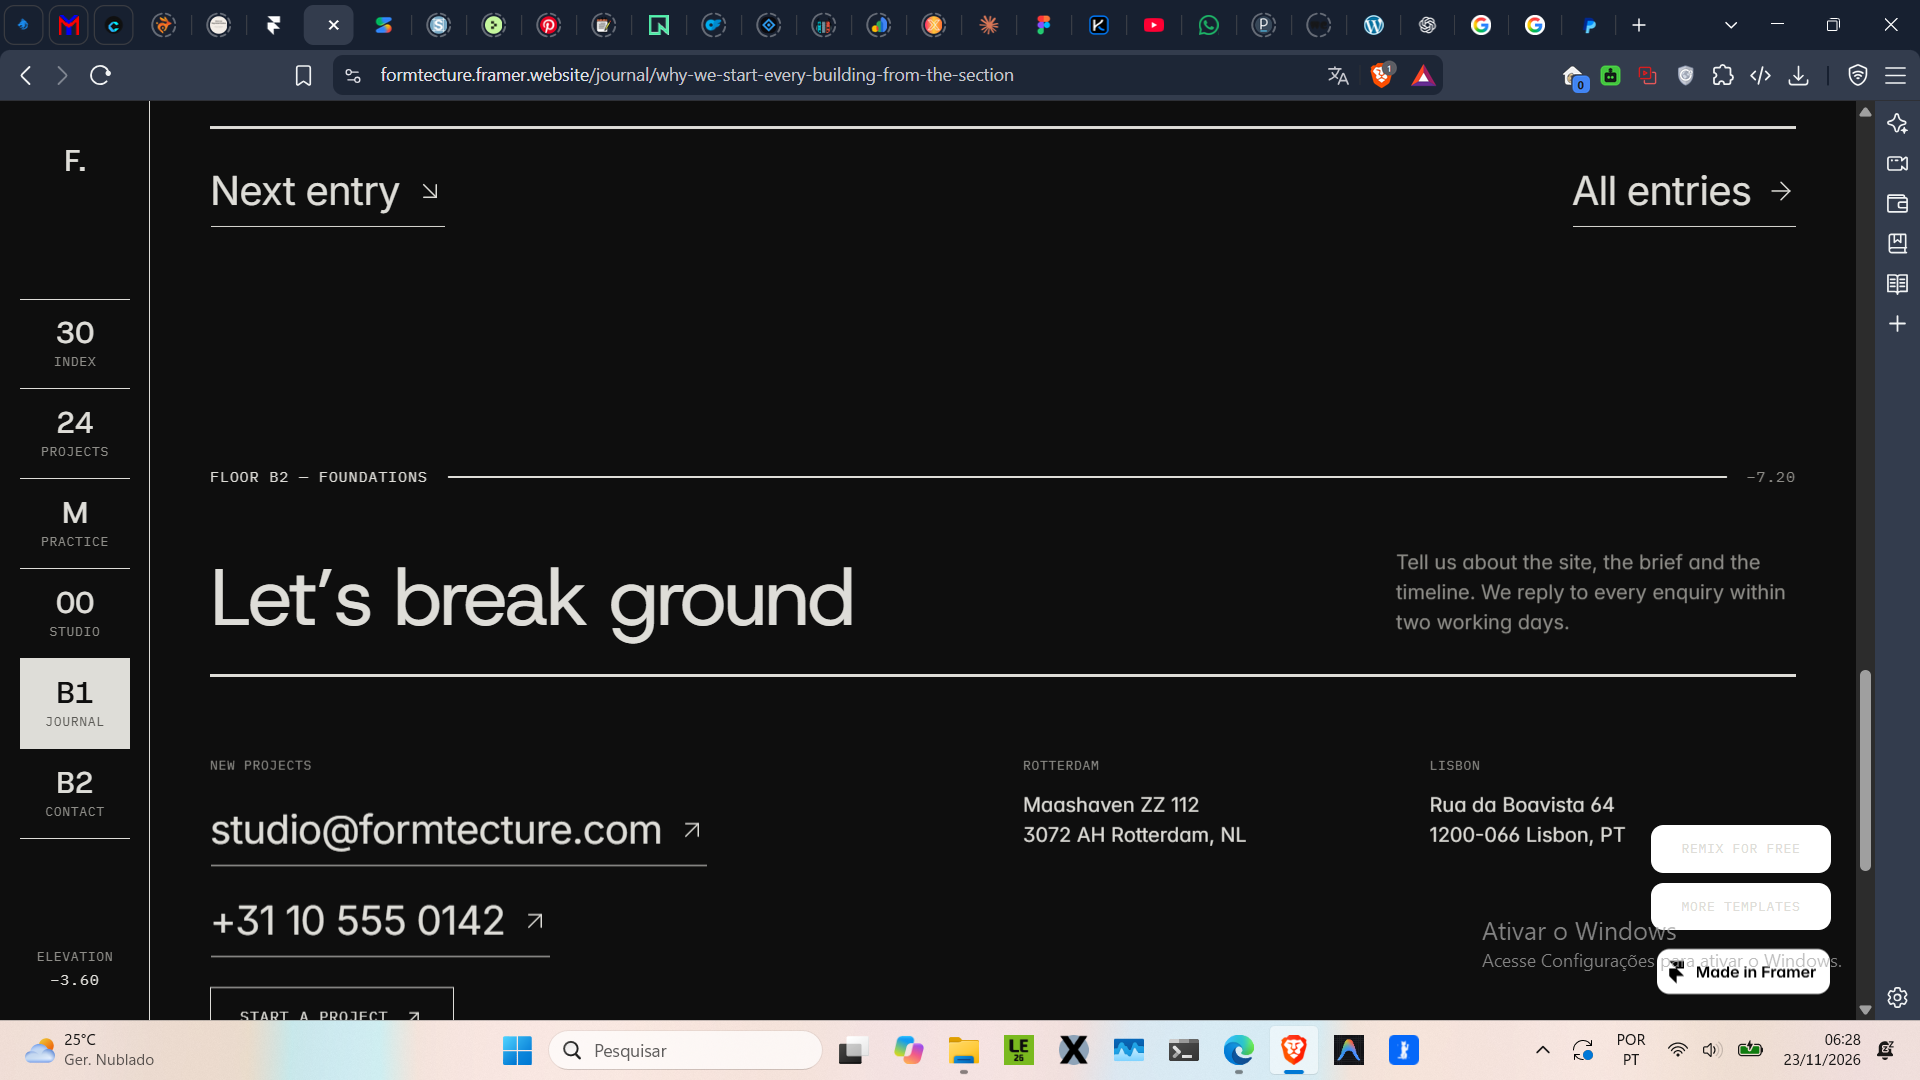 formtecture.framer.website/journal/why-we-start-every-building-from-the-section
1
0
F.
Next entry
All entries
30
INDEX
24
PROJECTS
M
PRACTICE
00
STUDIO
B1
JOURNAL
B2
CONTACT
ELEVATION
−3.60
FLOOR B2 — FOUNDATIONS
−7.20
Let’s break ground
Tell us about the site, the brief and the
timeline. We reply to every enquiry within
two working days.
NEW PROJECTS
studio@formtecture.com
+31 10 555 0142
START A PROJECT
ROTTERDAM
Maashaven ZZ 112
3072 AH Rotterdam, NL
LISBON
Rua da Boavista 64
1200-066 Lisbon, PT
REMIX FOR FREE
MORE TEMPLATES
Ativar o Windows
Acesse Configurações para ativar o Windows.
Made in Framer
25°C
Ger. Nublado
Pesquisar
LE
26
POR
PT
06:28
23/11/2026